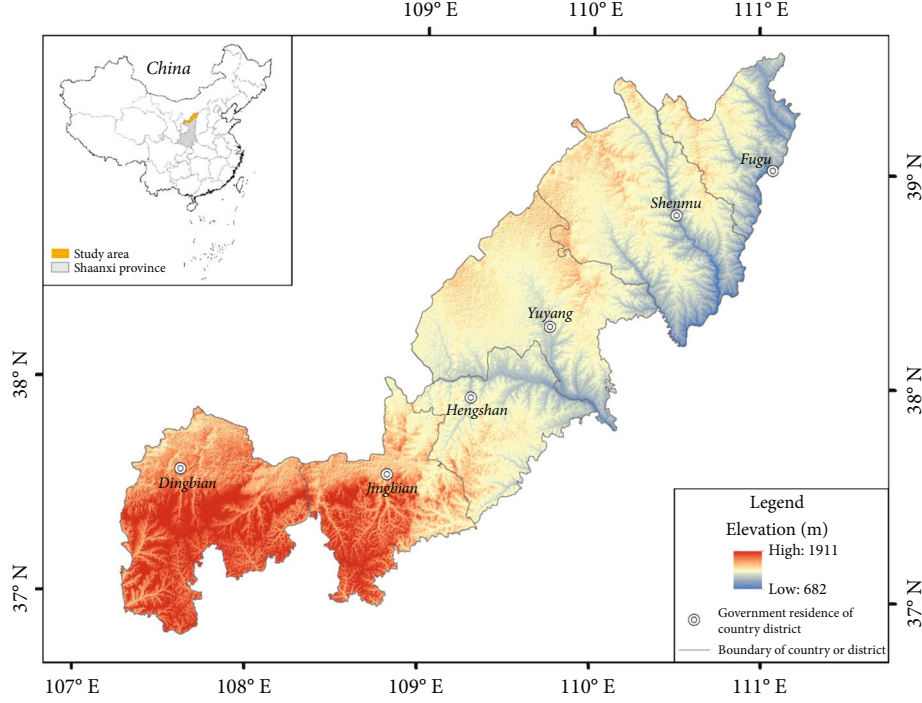 109° E
110° E
111° E
China
Study area
Shaanxi province
39° N
38° N
37° N
38° N
37° N
Fugu
Shenmu
Yuyang
Hengshan
Dingbian
Jingbian
Legend
Elevation (m)
High: 1911
Low: 682
Government residence of
country district
Boundary of country or district
107° E
108° E
109° E
110° E
111° E